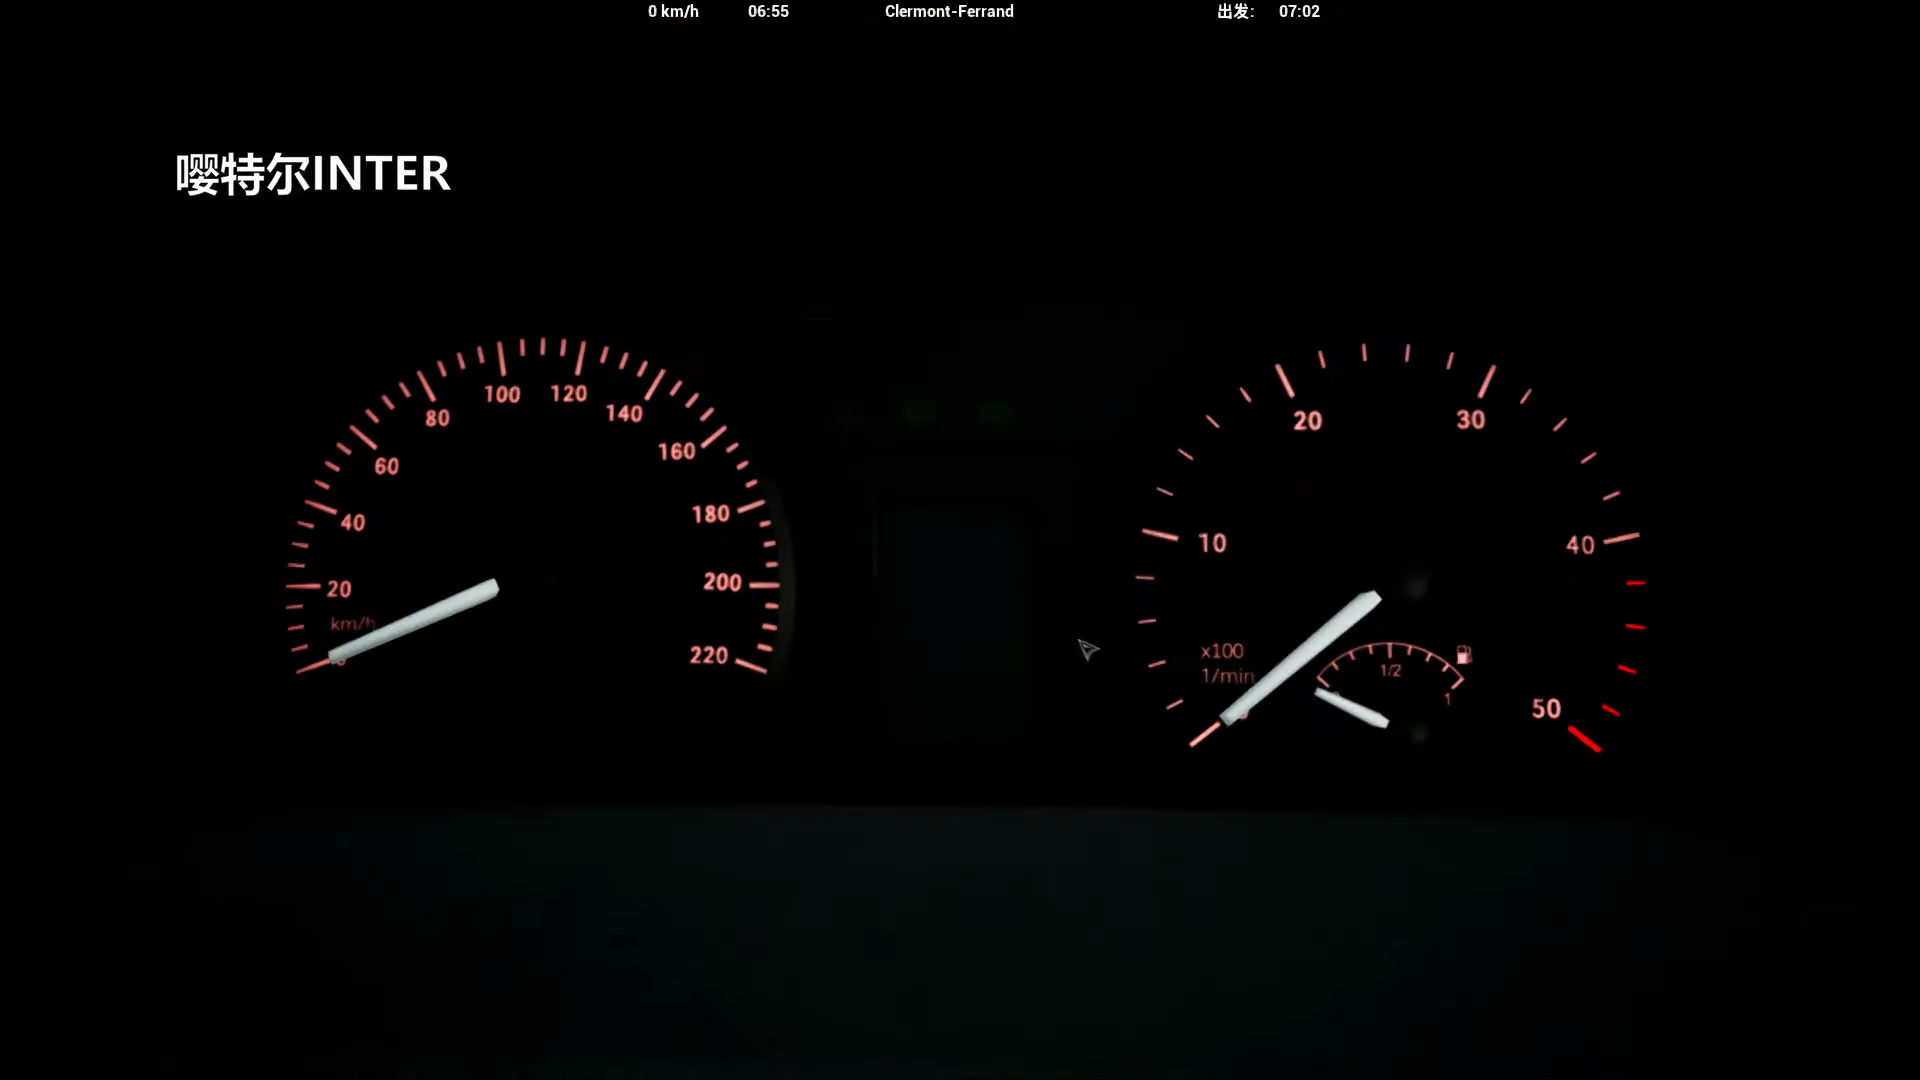 0 km/h 06:55 Clermont-Ferrand 出发: 07:02
嘤特尔INTER
80 100 120 140
60 160
40 180
20 200
km/h
220
20 30
10 40
x100
1/min
1/2
1
50